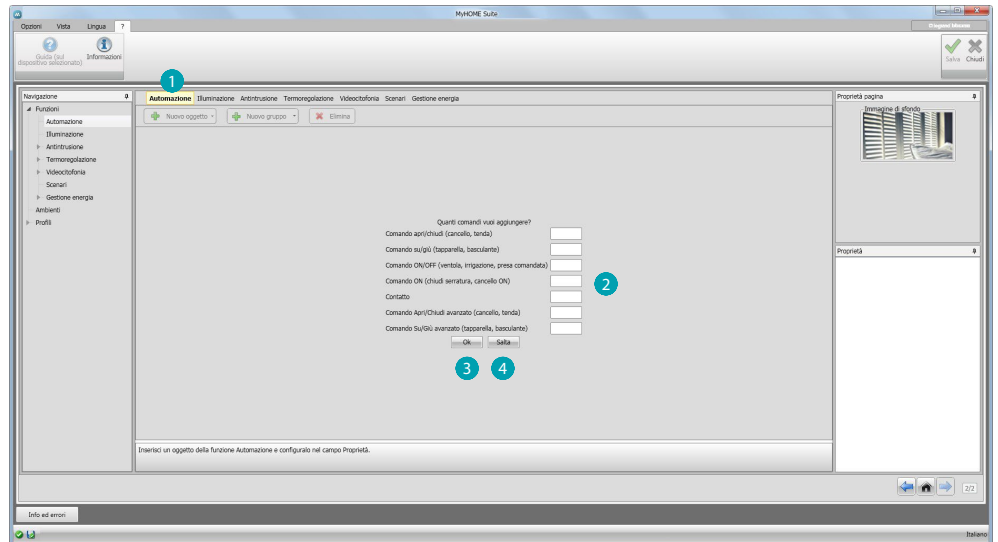 MyHOME Suite
Opzioni Vista Lingua ?
Guida (sul dispositivo selezionato)
Informazioni
Salva Chiudi
1
Navigazione
Funzioni
Automazione
Illuminazione
Antintrusione
Termoregolazione
Videocitofonia
Scenari
Gestione energia
Ambienti
Profili
Automazione Illuminazione Antintrusione Termoregolazione Videocitofonia Scenari Gestione energia
Nuovo oggetto Nuovo gruppo Elimina
Quanti comandi vuoi aggiungere?
Comando apri/chiudi (cancello, tenda)
Comando su/giù (tapparella, basculante)
Comando ON/OFF (ventola, irrigazione, presa comandata)
Comando ON (chiudi serratura, cancello ON)
Contatto
Comando Apri/Chiudi avanzato (cancello, tenda)
Comando Su/Giù avanzato (tapparella, basculante)
2
Ok Salta
3 4
Inserisci un oggetto della funzione Automazione e configuralo nel campo Proprietà.
Proprietà pagina
Immagine di sfondo
Proprietà
2/2
Info ed errori
Italiano